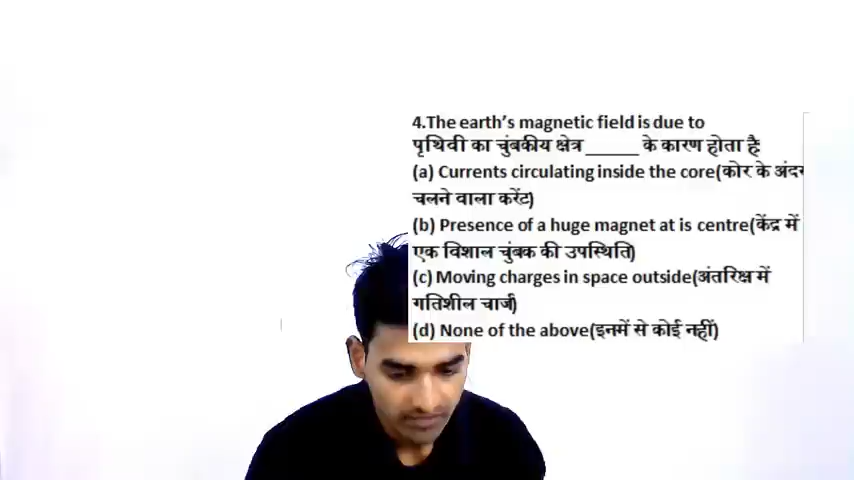 4.The earth's magnetic field is due to
पृथिवी का चुंबकीय क्षेत्र ______ के कारण होता है
(a) Currents circulating inside the core(कोर के अंदर
चलने वाला करेंट)
(b) Presence of a huge magnet at is centre(केंद्र में
एक विशाल चुंबक की उपस्थिति)
(c) Moving charges in space outside(अंतरिक्ष में
गतिशील चार्ज)
(d) None of the above(इनमें से कोई नहीं)